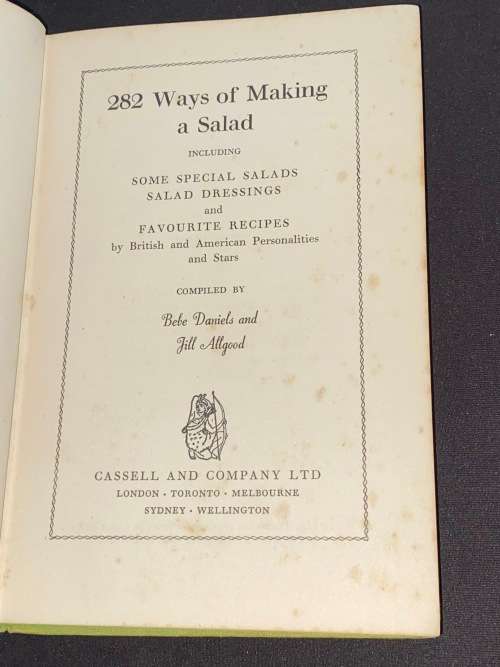 282 Ways of Making
a Salad
INCLUDING
SOME SPECIAL SALADS
SALAD DRESSINGS
and
FAVOURITE RECIPES
by British and American Personalities
and Stars
COMPILED BY
Bebe Daniels and
Jill Allgood
CASSELL AND COMPANY LTD
LONDON · TORONTO · MELBOURNE
SYDNEY · WELLINGTON